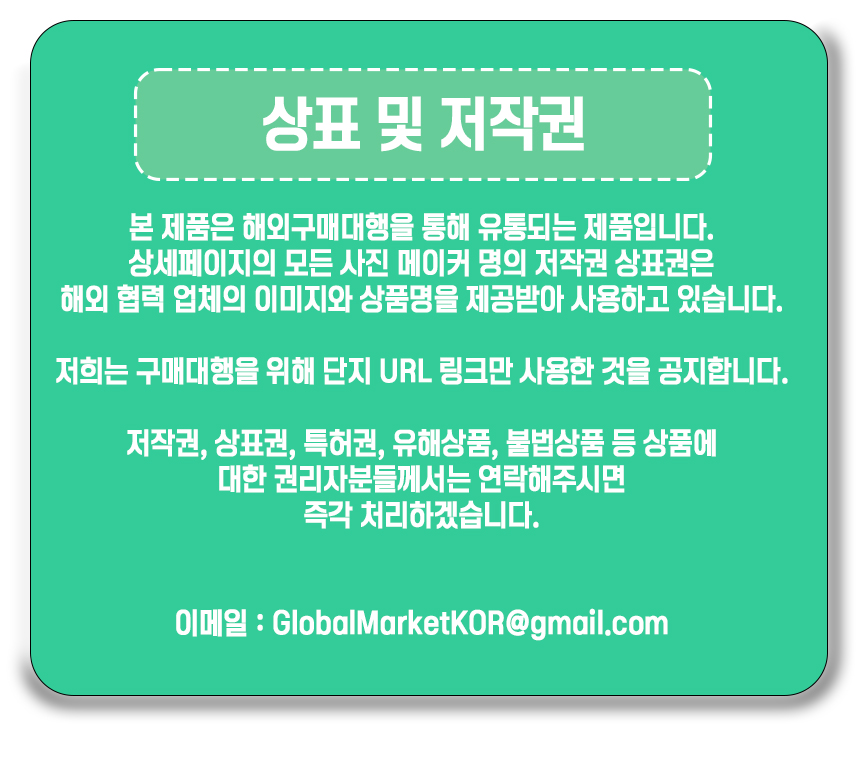 상표 및 저작권
본 제품은 해외구매대행을 통해 유통되는 제품입니다.
상세페이지의 모든 사진 메이커 명의 저작권 상표권은
해외 협력 업체의 이미지와 상품명을 제공받아 사용하고 있습니다.
저희는 구매대행을 위해 단지 URL 링크만 사용한 것을 공지합니다.
저작권, 상표권, 특허권, 유해상품, 불법상품 등 상품에
대한 권리자분들께서는 연락해주시면
즉각 처리하겠습니다.
이메일 : GlobalMarketKOR@gmail.com